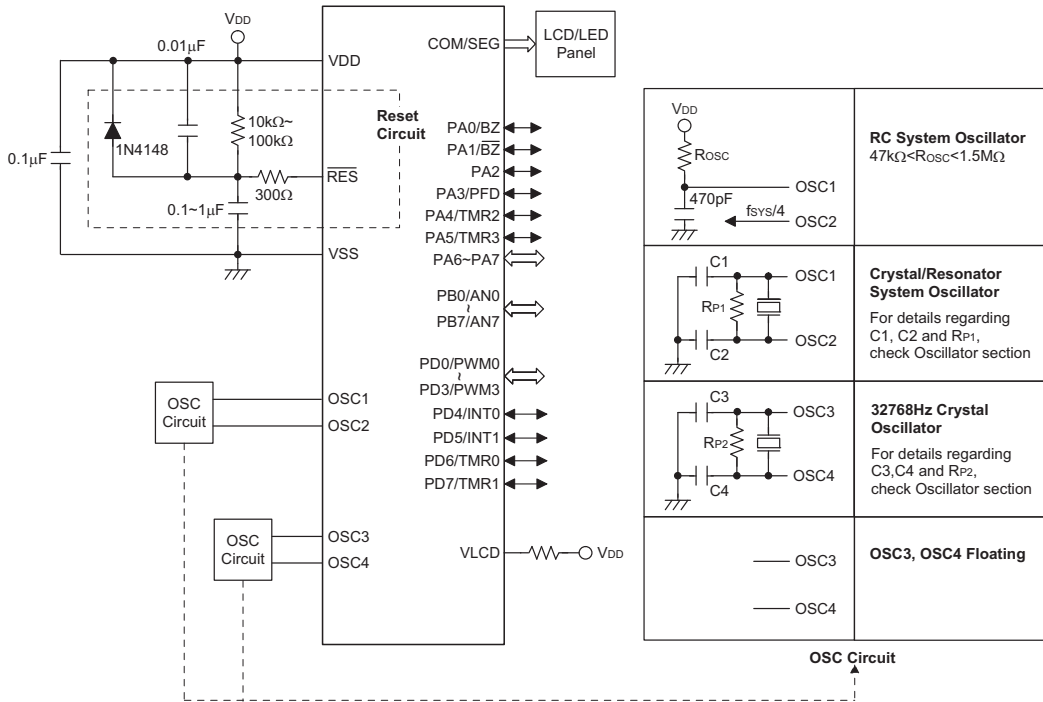 VDD
0.01μF
VDD
COM/SEG
LCD/LED
Panel
Reset
Circuit
10kΩ~
100kΩ
1N4148
0.1μF
300Ω
RES
0.1~1μF
VSS
PA0/BZ
PA1/BZ
PA2
PA3/PFD
PA4/TMR2
PA5/TMR3
PA6~PA7
PB0/AN0
~
PB7/AN7
PD0/PWM0
~
PD3/PWM3
PD4/INT0
PD5/INT1
PD6/TMR0
PD7/TMR1
OSC
Circuit
OSC1
OSC2
OSC
Circuit
OSC3
OSC4
VLCD
VDD
VDD
ROSC
OSC1
470pF
fSYS/4
OSC2
RC System Oscillator
47kΩ<ROSC<1.5MΩ
C1
OSC1
RP1
OSC2
C2
Crystal/Resonator
System Oscillator
For details regarding
C1, C2 and RP1,
check Oscillator section
C3
OSC3
RP2
OSC4
C4
32768Hz Crystal
Oscillator
For details regarding
C3,C4 and RP2,
check Oscillator section
OSC3
OSC4
OSC3, OSC4 Floating
OSC Circuit